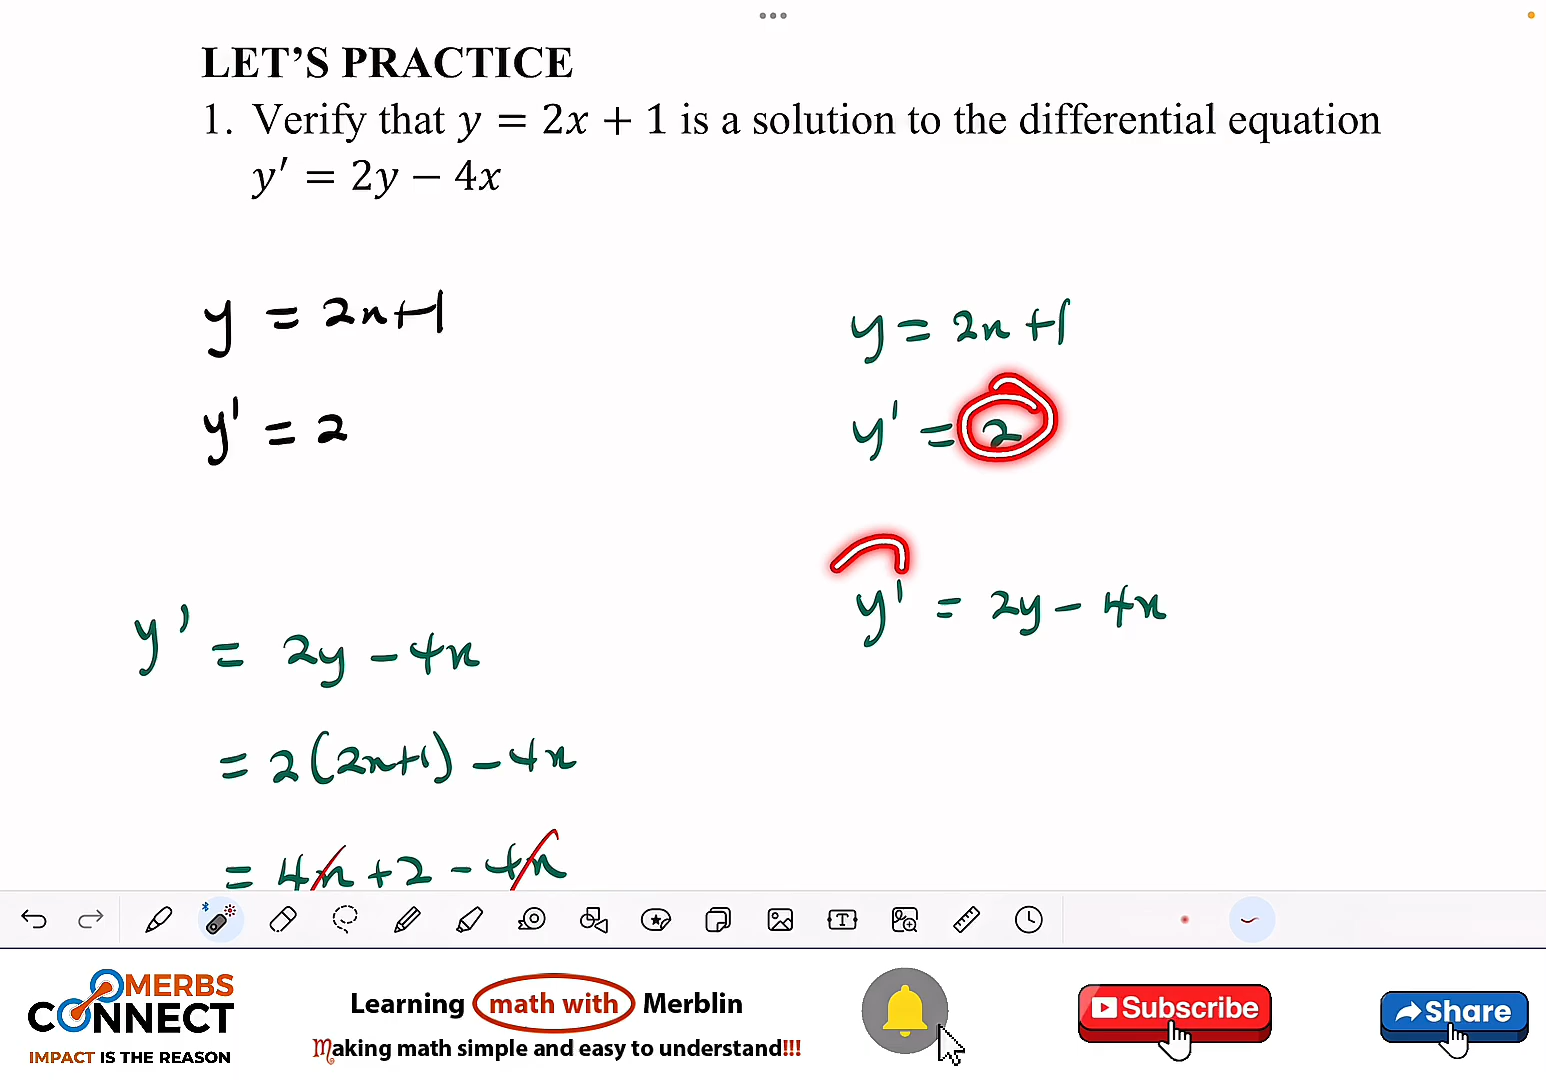 LET’S PRACTICE
1. Verify that y = 2x + 1 is a solution to the differential equation
y′ = 2y − 4x
y = 2x+1
y' = 2
y' = 2y - 4x
= 2(2x+1) - 4x
= 4x + 2 - 4x
y = 2x +1
y' = 2
y' = 2y - 4x
MERBS
CONNECT
IMPACT IS THE REASON
Learning math with Merblin
Making math simple and easy to understand!!!
Subscribe
Share